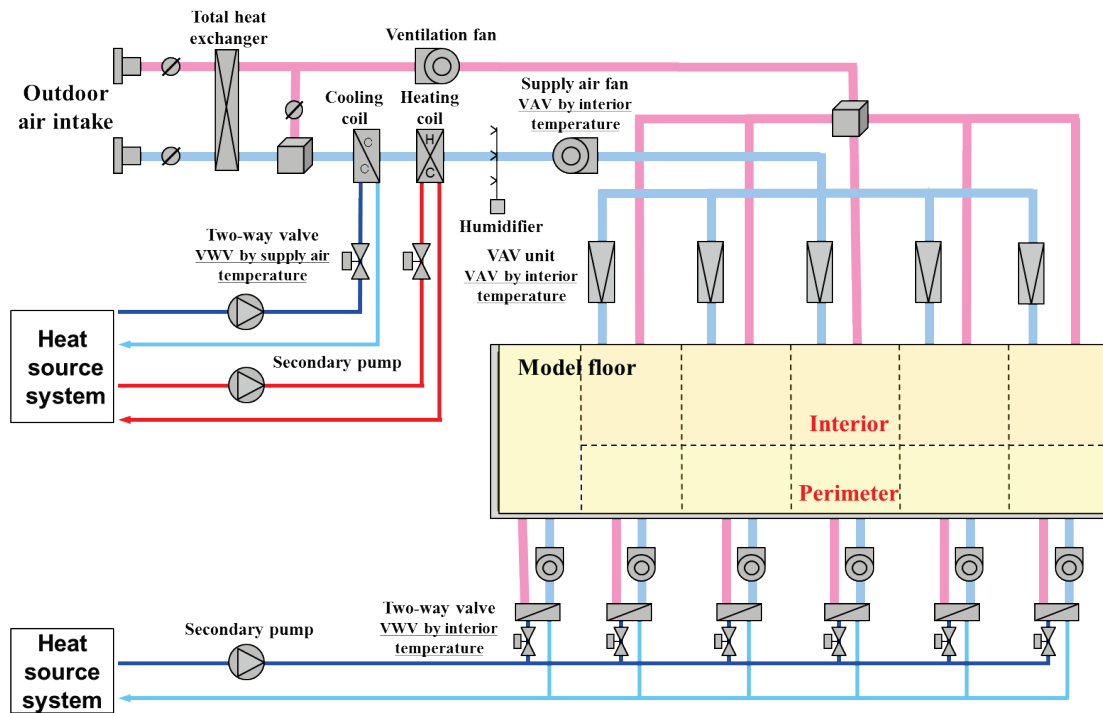 Total heat
exchanger
Ventilation fan
Outdoor
air intake
Cooling
coil
Heating
coil
Supply air fan
VAV by interior
temperature
C
C
H
C
Humidifier
Two-way valve
VWV by supply air
temperature
VAV unit
VAV by interior
temperature
Heat
source
system
Secondary pump
Model floor
Interior
Perimeter
Two-way valve
VWV by interior
temperature
Secondary pump
Heat
source
system